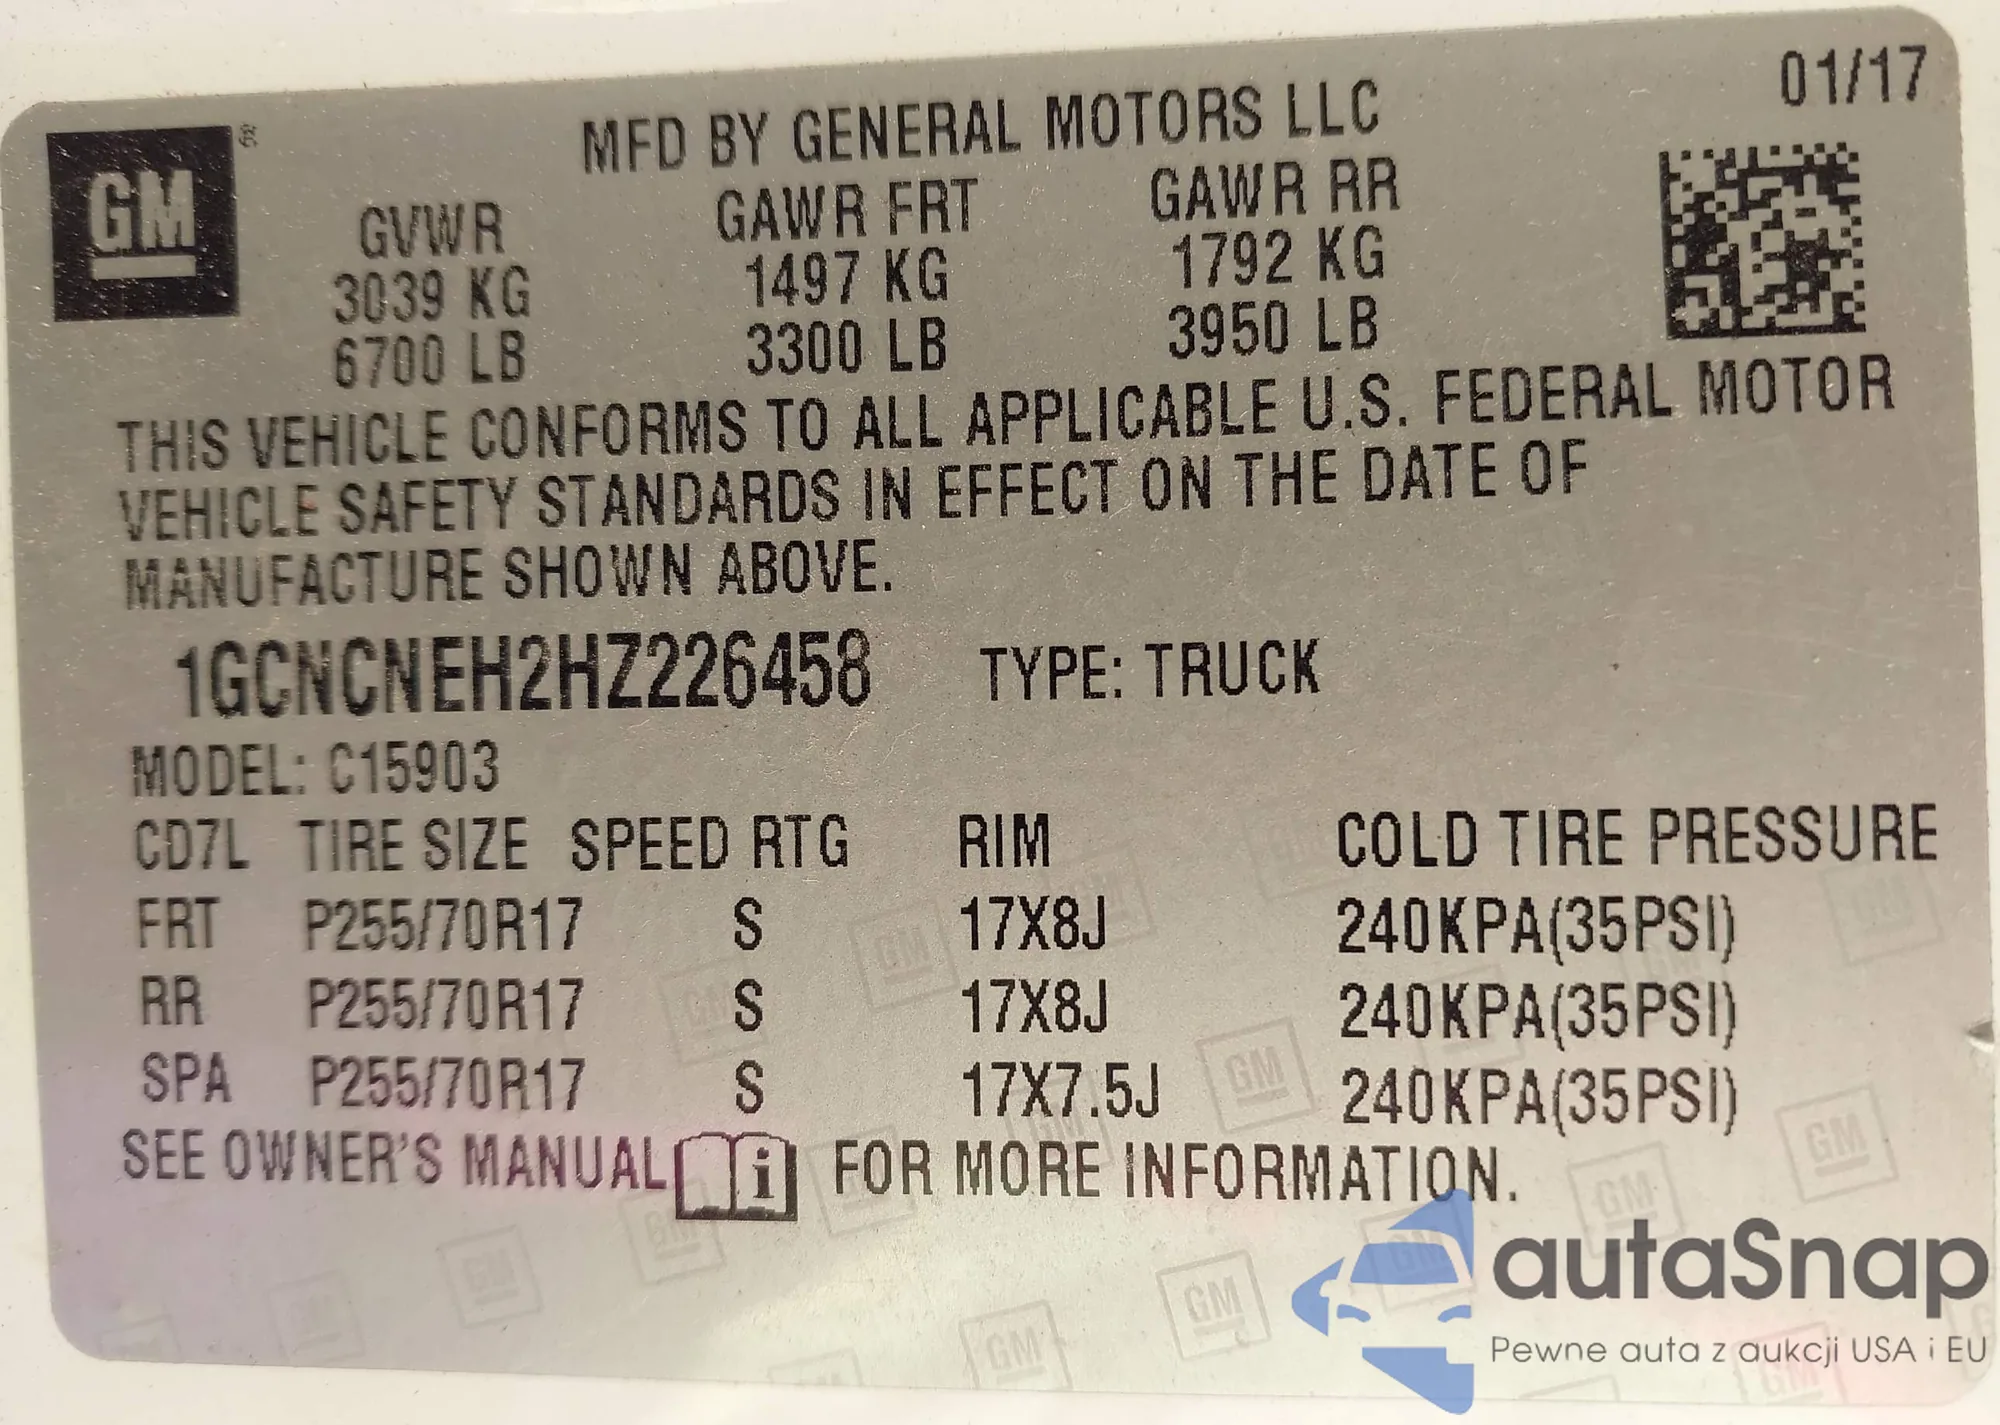 01/17
GM®
MFD BY GENERAL MOTORS LLC
GVWR GAWR FRT GAWR RR
3039 KG 1497 KG 1792 KG
6700 LB 3300 LB 3950 LB
THIS VEHICLE CONFORMS TO ALL APPLICABLE U.S. FEDERAL MOTOR
VEHICLE SAFETY STANDARDS IN EFFECT ON THE DATE OF
MANUFACTURE SHOWN ABOVE.
1GCNCNEH2HZ226458 TYPE: TRUCK
MODEL: C15903
CD7L TIRE SIZE SPEED RTG RIM COLD TIRE PRESSURE
FRT P255/70R17 S 17X8J 240KPA(35PSI)
RR P255/70R17 S 17X8J 240KPA(35PSI)
SPA P255/70R17 S 17X7.5J 240KPA(35PSI)
SEE OWNER'S MANUAL i FOR MORE INFORMATION.
autaSnap
Pewne auta z aukcji USA i EU